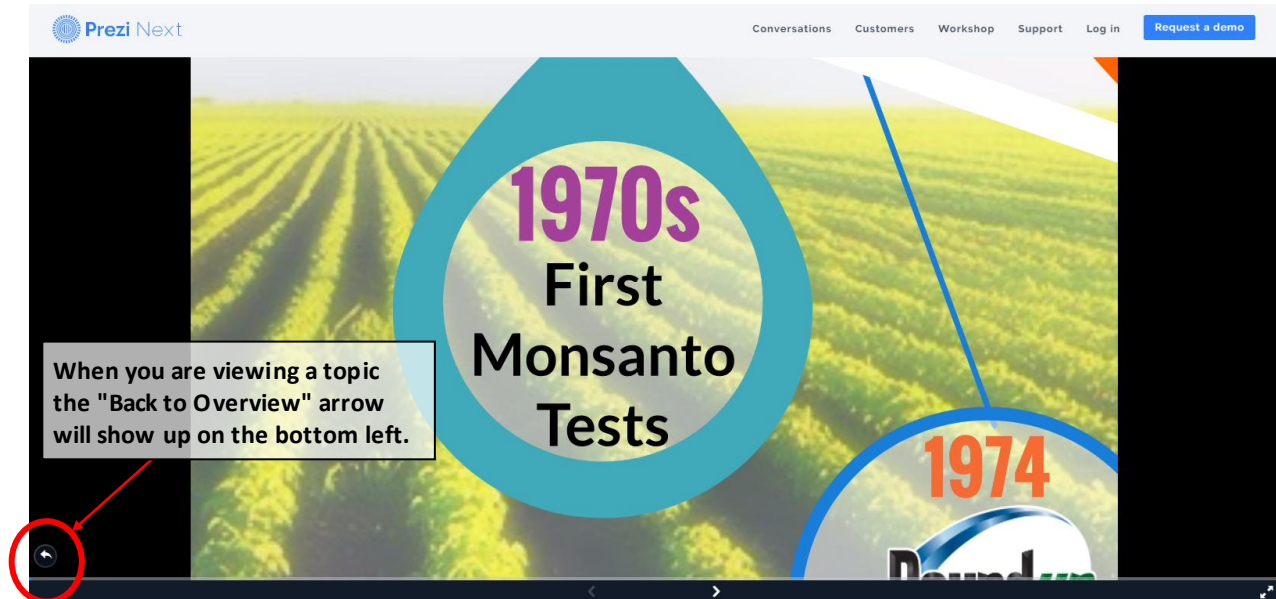 Prezi Next
Conversations Customers Workshop Support Log in Request a demo
1970s
First
Monsanto
Tests
When you are viewing a topic
the "Back to Overview" arrow
will show up on the bottom left.
1974
Roundup